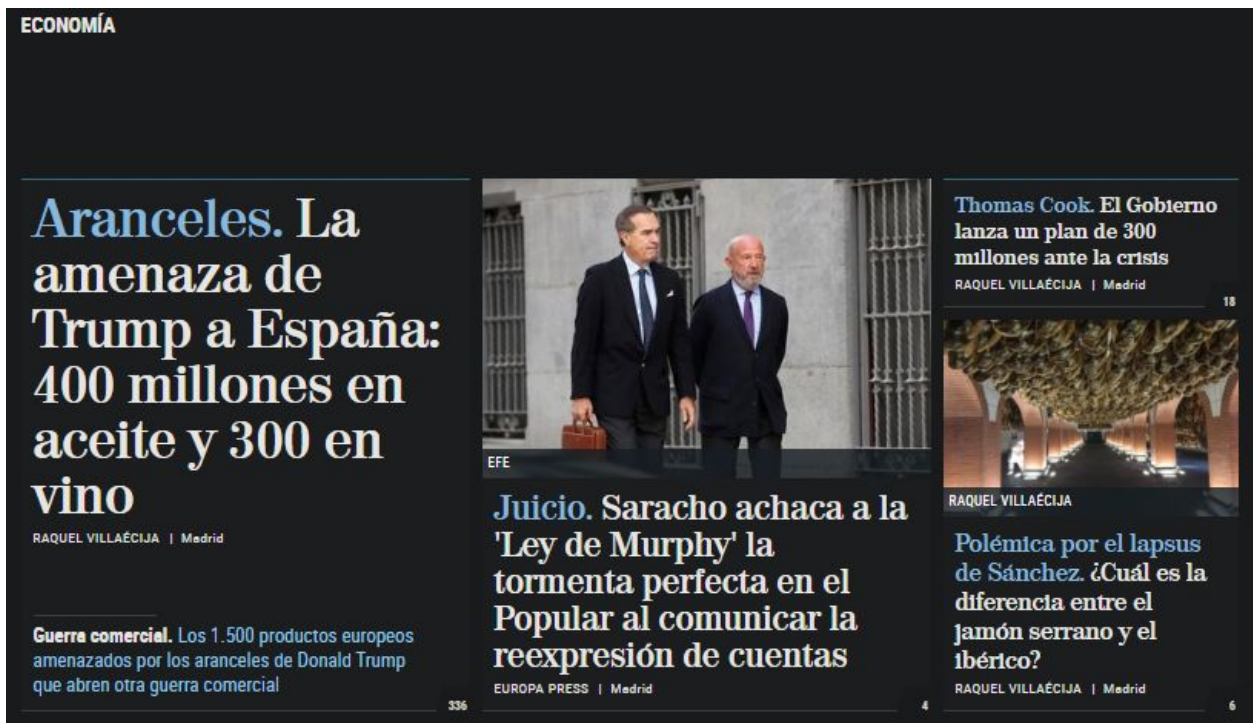 ECONOMÍA
Aranceles. La
amenaza de
Trump a España:
400 millones en
aceite y 300 en
vino
RAQUEL VILLAÉCIJA | Madrid
Guerra comercial. Los 1.500 productos europeos
amenazados por los aranceles de Donald Trump
que abren otra guerra comercial
336
EFE
Juicio. Saracho achaca a la
'Ley de Murphy' la
tormenta perfecta en el
Popular al comunicar la
reexpresión de cuentas
EUROPA PRESS | Madrid
4
Thomas Cook. El Gobierno
lanza un plan de 300
millones ante la crisis
RAQUEL VILLAÉCIJA | Madrid
18
RAQUEL VILLAÉCIJA
Polémica por el lapsus
de Sánchez. ¿Cuál es la
diferencia entre el
jamón serrano y el
ibérico?
RAQUEL VILLAÉCIJA | Madrid
6